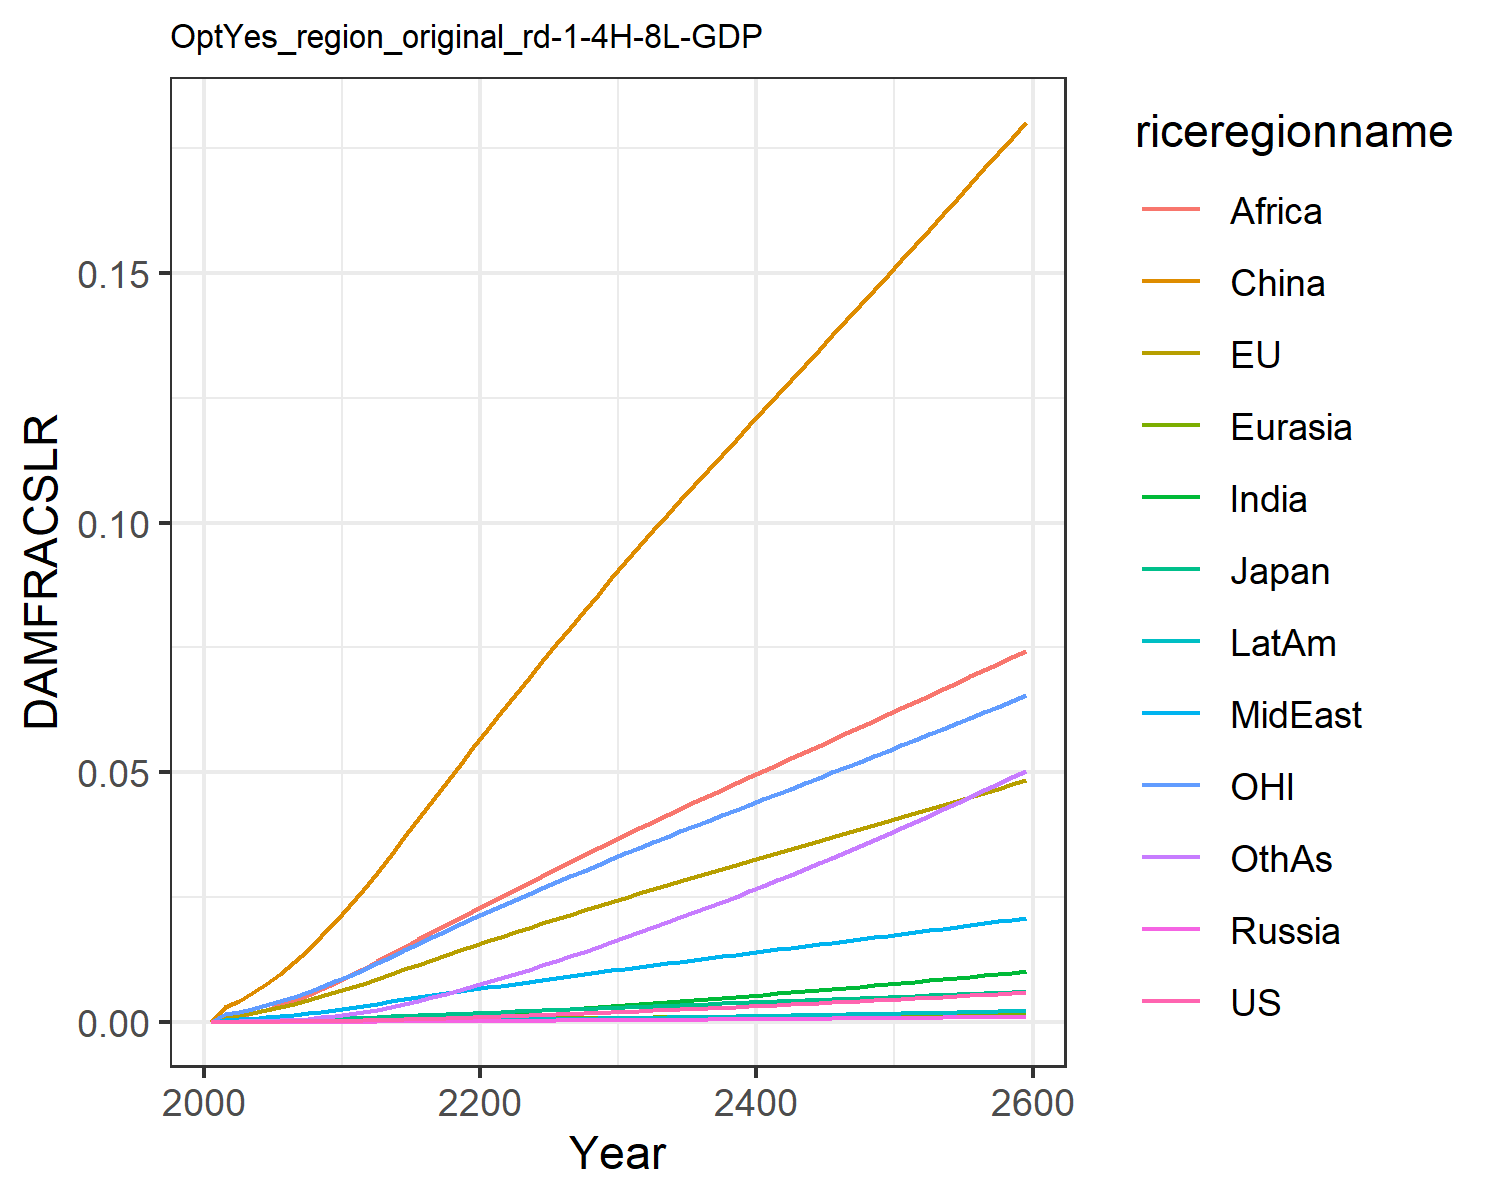 OptYes_region_original_rd-1-4H-8L-GDP
DAMFRACSLR
0.15
0.10
0.05
0.00
2000
2200
2400
2600
Year
riceregionname
Africa
China
EU
Eurasia
India
Japan
LatAm
MidEast
OHI
OthAs
Russia
US